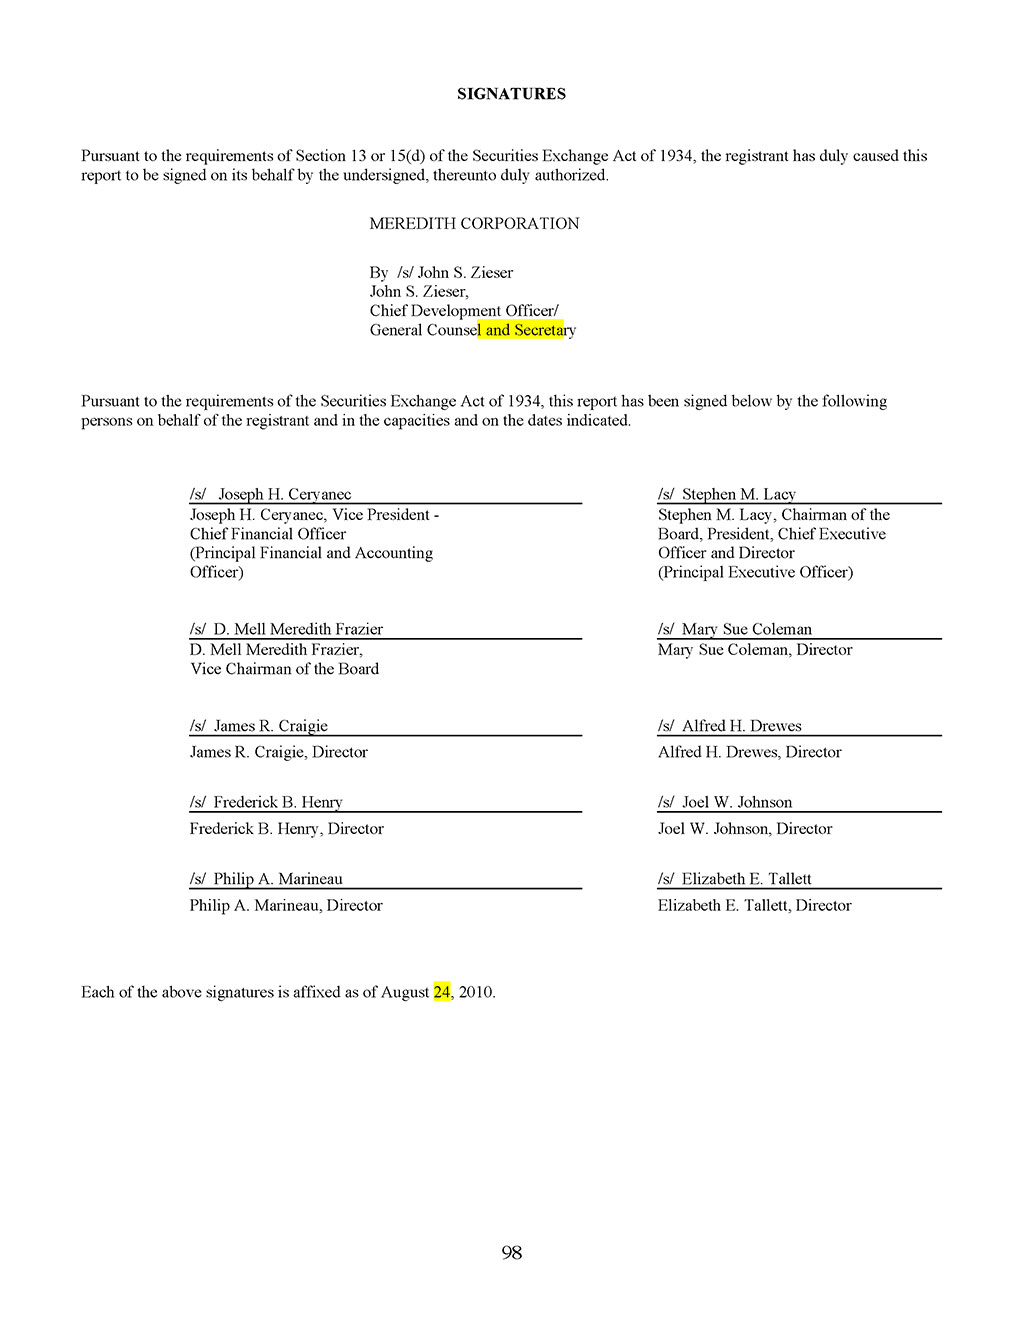 SIGNATURES
Pursuant to the requirements of Section 13 or 15(d) of the Securities Exchange Act of 1934, the registrant has duly caused this
report to be signed on its behalf by the undersigned, thereunto duly authorized.
MEREDITH CORPORATION
By /s/ John S. Zieser
John S. Zieser,
Chief Development Officer/
General Counsel and Secretary
Pursuant to the requirements of the Securities Exchange Act of 1934, this report has been signed below by the following
persons on behalf of the registrant and in the capacities and on the dates indicated.
/s/ Joseph H. Ceryanec
Joseph H. Ceryanec, Vice President -
Chief Financial Officer
(Principal Financial and Accounting
Officer)
/s/ Stephen M. Lacy
Stephen M. Lacy, Chairman of the
Board, President, Chief Executive
Officer and Director
(Principal Executive Officer)
/s/ D. Mell Meredith Frazier
D. Mell Meredith Frazier,
Vice Chairman of the Board
/s/ Mary Sue Coleman
Mary Sue Coleman, Director
/s/ James R. Craigie
James R. Craigie, Director
/s/ Alfred H. Drewes
Alfred H. Drewes, Director
/s/ Frederick B. Henry
Frederick B. Henry, Director
/s/ Joel W. Johnson
Joel W. Johnson, Director
/s/ Philip A. Marineau
Philip A. Marineau, Director
/s/ Elizabeth E. Tallett
Elizabeth E. Tallett, Director
Each of the above signatures is affixed as of August 24, 2010.
98